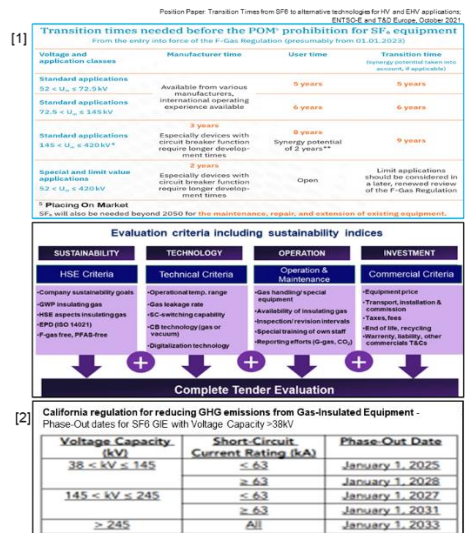 Position Paper: Transition Times from SF6 to alternative technologies for HV and EHV applications;
ENTSO-E and T&D Europe, October 2021
[1]
Transition times needed before the POMˢ prohibition for SF₆ equipment
From the entry into force of the F-Gas Regulation (presumably from 01.01.2023)
Voltage and application classes
Manufacturer time
User time
Transition time
(synergy potential taken into account, if applicable)
Standard applications
52 < Uₘ ≤ 72.5 kV
Available from various manufacturers, international operating experience available
5 years
5 years
Standard applications
72.5 < Uₘ ≤ 145 kV
6 years
6 years
Standard applications
145 < Uₘ ≤ 420 kV*
3 years
Especially devices with circuit breaker function require longer development times
8 years
Synergy potential of 2 years**
9 years
Special and limit value applications
52 < Uₘ ≤ 420 kV
2 years
Especially devices with circuit breaker function require longer development times
Open
Limit applications should be considered in a later, renewed review of the F-Gas Regulation
Placing On Market
SF₆ will also be needed beyond 2050 for the maintenance, repair, and extension of existing equipment.
Evaluation criteria including sustainability indices
SUSTAINABILITY
TECHNOLOGY
OPERATION
INVESTMENT
HSE Criteria
Technical Criteria
Operation & Maintenance
Commercial Criteria
•Company sustainability goals
•GWP insulating gas
•HSE aspects insulating gas
•EPD (ISO 14021)
•F-gas free, PFAS-free
•Operational temp. range
•Gas leakage rate
•SC-switching capability
•CB technology (gas or vacuum)
•Digitalization technology
•Gas handling/ special equipment
•Availability of insulating gas
•Inspection/ revision intervals
•Special training of own staff
•Reporting efforts (G-gas, CO₂)
•Equipment price
•Transport, installation & commission
•Taxes, fees
•End of life, recycling
•Warrenty, liability, other commercials T&Cs
+
+
+
Complete Tender Evaluation
[2]
California regulation for reducing GHG emissions from Gas-Insulated Equipment -
Phase-Out dates for SF6 GIE with Voltage Capacity >38kV
Voltage Capacity (kV)
Short-Circuit Current Rating (kA)
Phase-Out Date
38 < kV ≤ 145
< 63
January 1, 2025
≥ 63
January 1, 2028
145 < kV ≤ 245
< 63
January 1, 2027
≥ 63
January 1, 2031
> 245
All
January 1, 2033